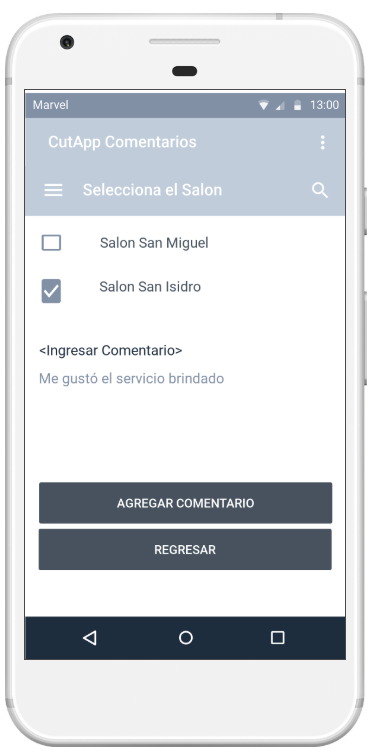 Marvel 13:00
CutApp Comentarios
Selecciona el Salon
Salon San Miguel
Salon San Isidro
<Ingresar Comentario>
Me gustó el servicio brindado
AGREGAR COMENTARIO
REGRESAR